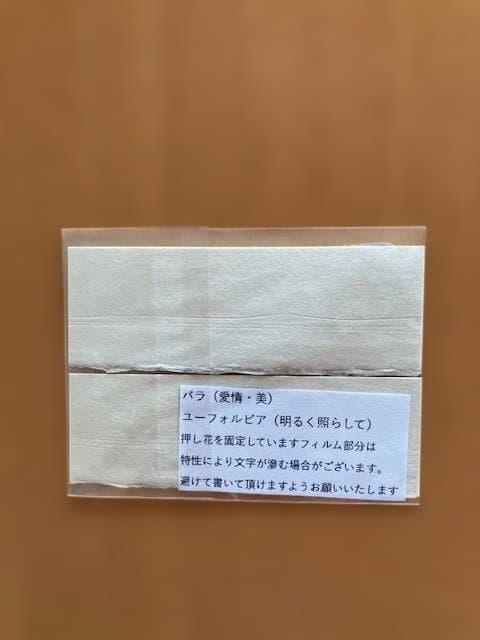 バラ（愛情・美）
ユーフォルビア（明るく照らして）
押し花を固定していますフィルム部分は
特性により文字が滲む場合がございます。
避けて書いて頂けますようお願いいたします